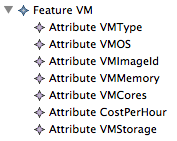 Feature VM
Attribute VMType
Attribute VMOS
Attribute VMImageId
Attribute VMMemory
Attribute VMCores
Attribute CostPerHour
Attribute VMStorage